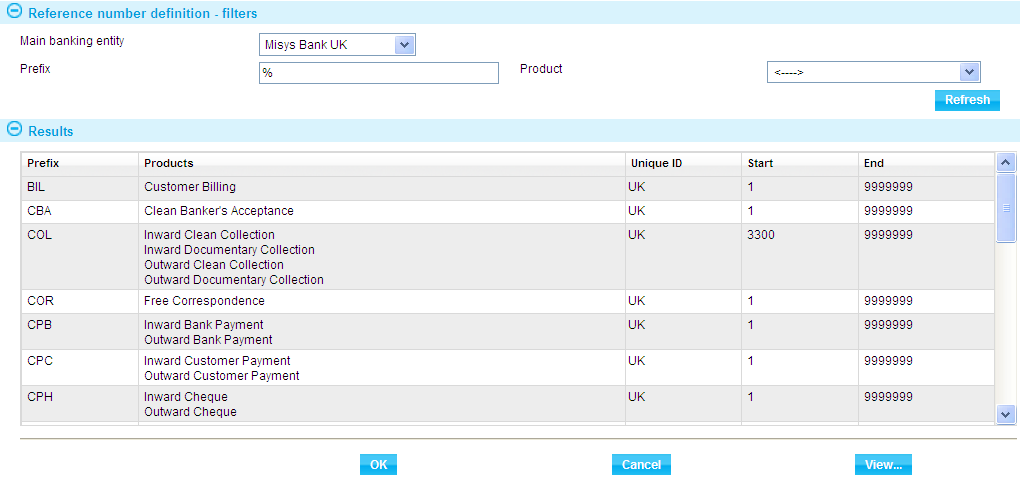 Reference number definition - filters
Main banking entity Misys Bank UK
Prefix % Product <---->
Refresh
Results
Prefix Products Unique ID Start End
BIL Customer Billing UK 1 9999999
CBA Clean Banker's Acceptance UK 1 9999999
COL Inward Clean Collection UK 3300 9999999
Inward Documentary Collection
Outward Clean Collection
Outward Documentary Collection
COR Free Correspondence UK 1 9999999
CPB Inward Bank Payment UK 1 9999999
Outward Bank Payment
CPC Inward Customer Payment UK 1 9999999
Outward Customer Payment
CPH Inward Cheque UK 1 9999999
Outward Cheque
OK Cancel View...